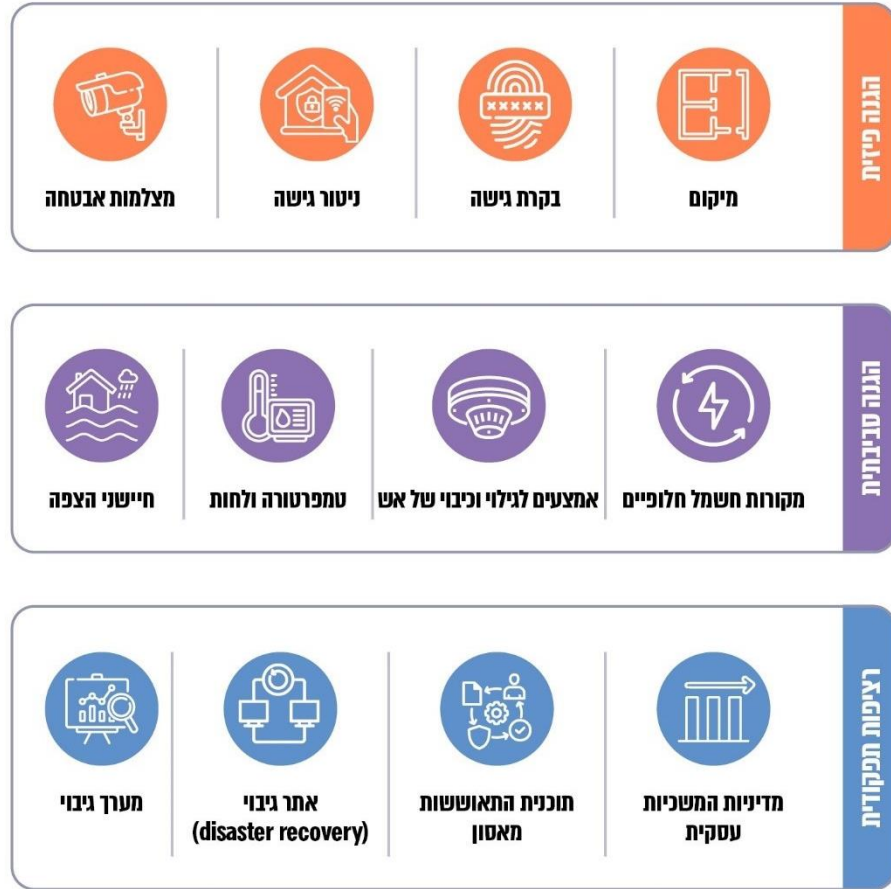 הגנה פיזית
מיקום
בקרת גישה
ניטור גישה
מצלמות אבטחה
הגנה סביבתית
מקורות חשמל חלופיים
אמצעים לגילוי וכיבוי של אש
טמפרטורה ולחות
חיישני הצפה
רציפות תפקודית
מדיניות המשכיות
עסקית
תוכנית התאוששות
מאסון
אתר גיבוי
(disaster recovery)
מערך גיבוי